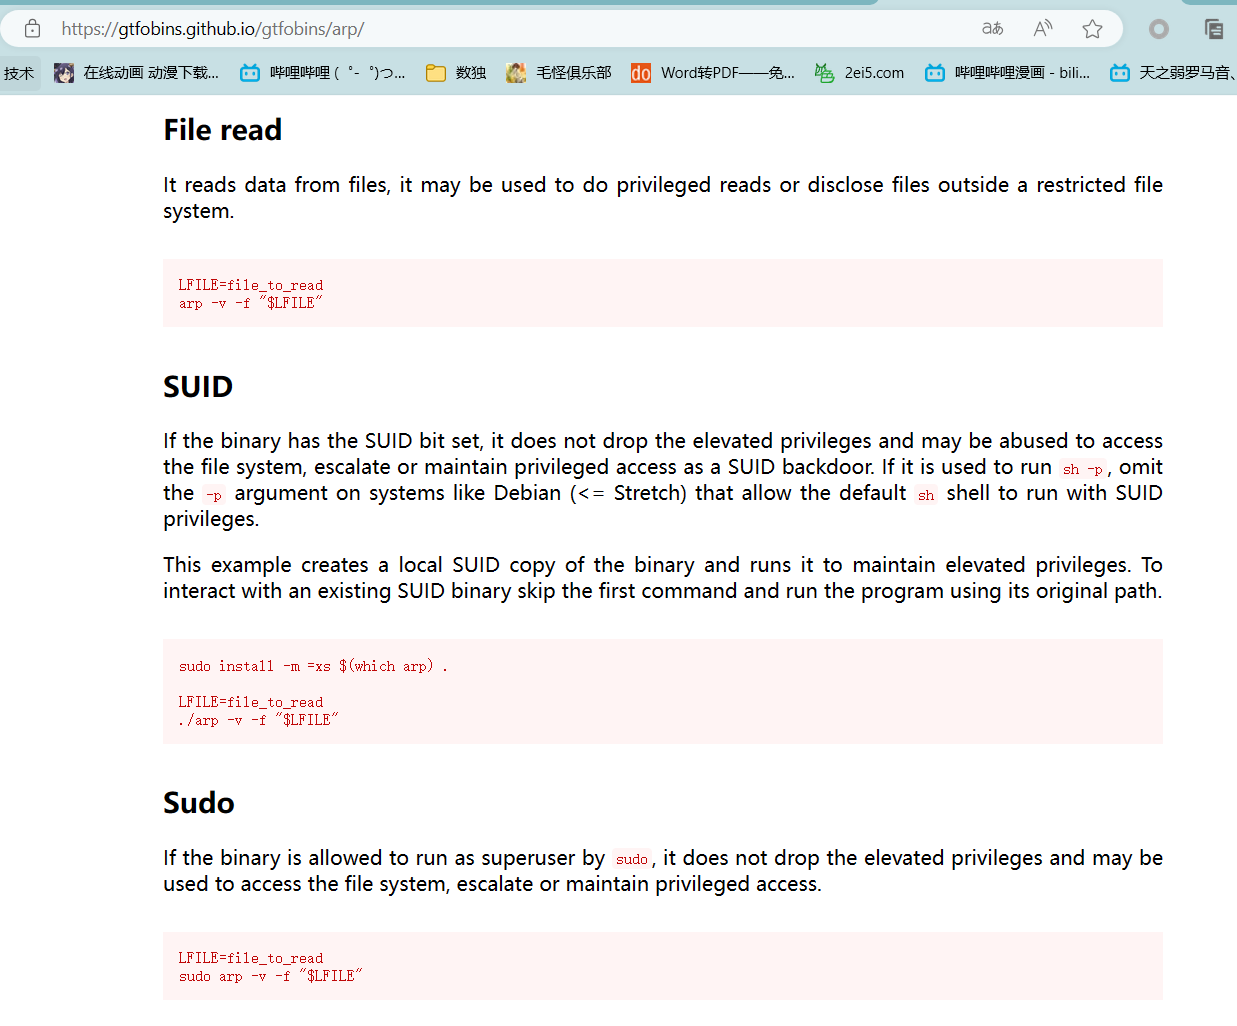 https://gtfobins.github.io/gtfobins/arp/
技术 在线动画 动漫下载... 哔哩哔哩 ( ゜- ゜)つ... 数独 毛怪俱乐部 do Word转PDF——免... 2ei5.com 哔哩哔哩漫画 - bili... 天之弱罗马音、
File read
It reads data from files, it may be used to do privileged reads or disclose files outside a restricted file
system.
LFILE=file_to_read
arp -v -f "$LFILE"
SUID
If the binary has the SUID bit set, it does not drop the elevated privileges and may be abused to access
the file system, escalate or maintain privileged access as a SUID backdoor. If it is used to run sh -p, omit
the -p argument on systems like Debian (<= Stretch) that allow the default sh shell to run with SUID
privileges.
This example creates a local SUID copy of the binary and runs it to maintain elevated privileges. To
interact with an existing SUID binary skip the first command and run the program using its original path.
sudo install -m =xs $(which arp) .
LFILE=file_to_read
./arp -v -f "$LFILE"
Sudo
If the binary is allowed to run as superuser by sudo, it does not drop the elevated privileges and may be
used to access the file system, escalate or maintain privileged access.
LFILE=file_to_read
sudo arp -v -f "$LFILE"